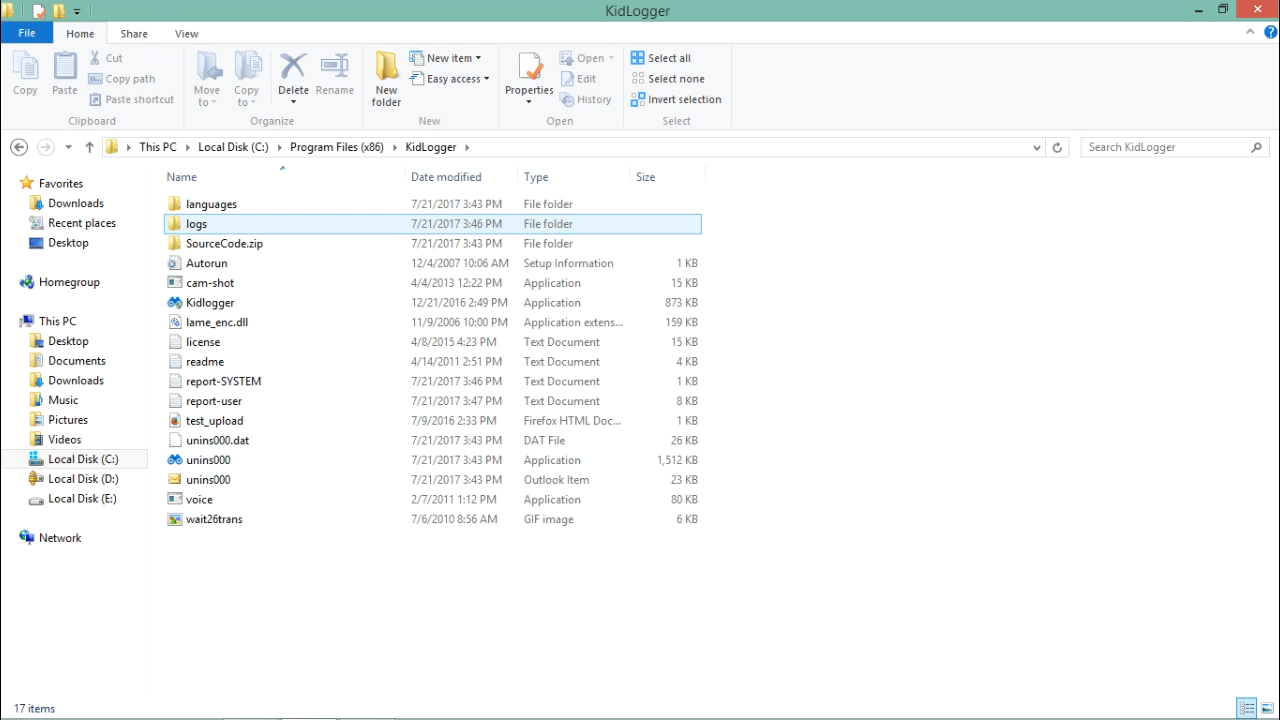 KidLogger
File Home Share View
Copy Paste Cut Copy path Paste shortcut
Move to Copy to Delete Rename
New folder New item Easy access
Properties Open Edit History
Select all Select none Invert selection
Clipboard Organize New Open Select
This PC Local Disk (C:) Program Files (x86) KidLogger Search KidLogger
Favorites
Downloads
Recent places
Desktop
Homegroup
This PC
Desktop
Documents
Downloads
Music
Pictures
Videos
Local Disk (C:)
Local Disk (D:)
Local Disk (E:)
Network
Name Date modified Type Size
languages 7/21/2017 3:43 PM File folder
logs 7/21/2017 3:46 PM File folder
SourceCode.zip 7/21/2017 3:43 PM File folder
Autorun 12/4/2007 10:06 AM Setup Information 1 KB
cam-shot 4/4/2013 12:22 PM Application 15 KB
Kidlogger 12/21/2016 2:49 PM Application 873 KB
lame_enc.dll 11/9/2006 10:00 PM Application extens... 159 KB
license 4/8/2015 4:23 PM Text Document 15 KB
readme 4/14/2011 2:51 PM Text Document 4 KB
report-SYSTEM 7/21/2017 3:46 PM Text Document 1 KB
report-user 7/21/2017 3:47 PM Text Document 8 KB
test_upload 7/9/2016 2:33 PM Firefox HTML Doc... 1 KB
unins000.dat 7/21/2017 3:43 PM DAT File 26 KB
unins000 7/21/2017 3:43 PM Application 1,512 KB
unins000 7/21/2017 3:43 PM Outlook Item 23 KB
voice 2/7/2011 1:12 PM Application 80 KB
wait26trans 7/6/2010 8:56 AM GIF image 6 KB
17 items